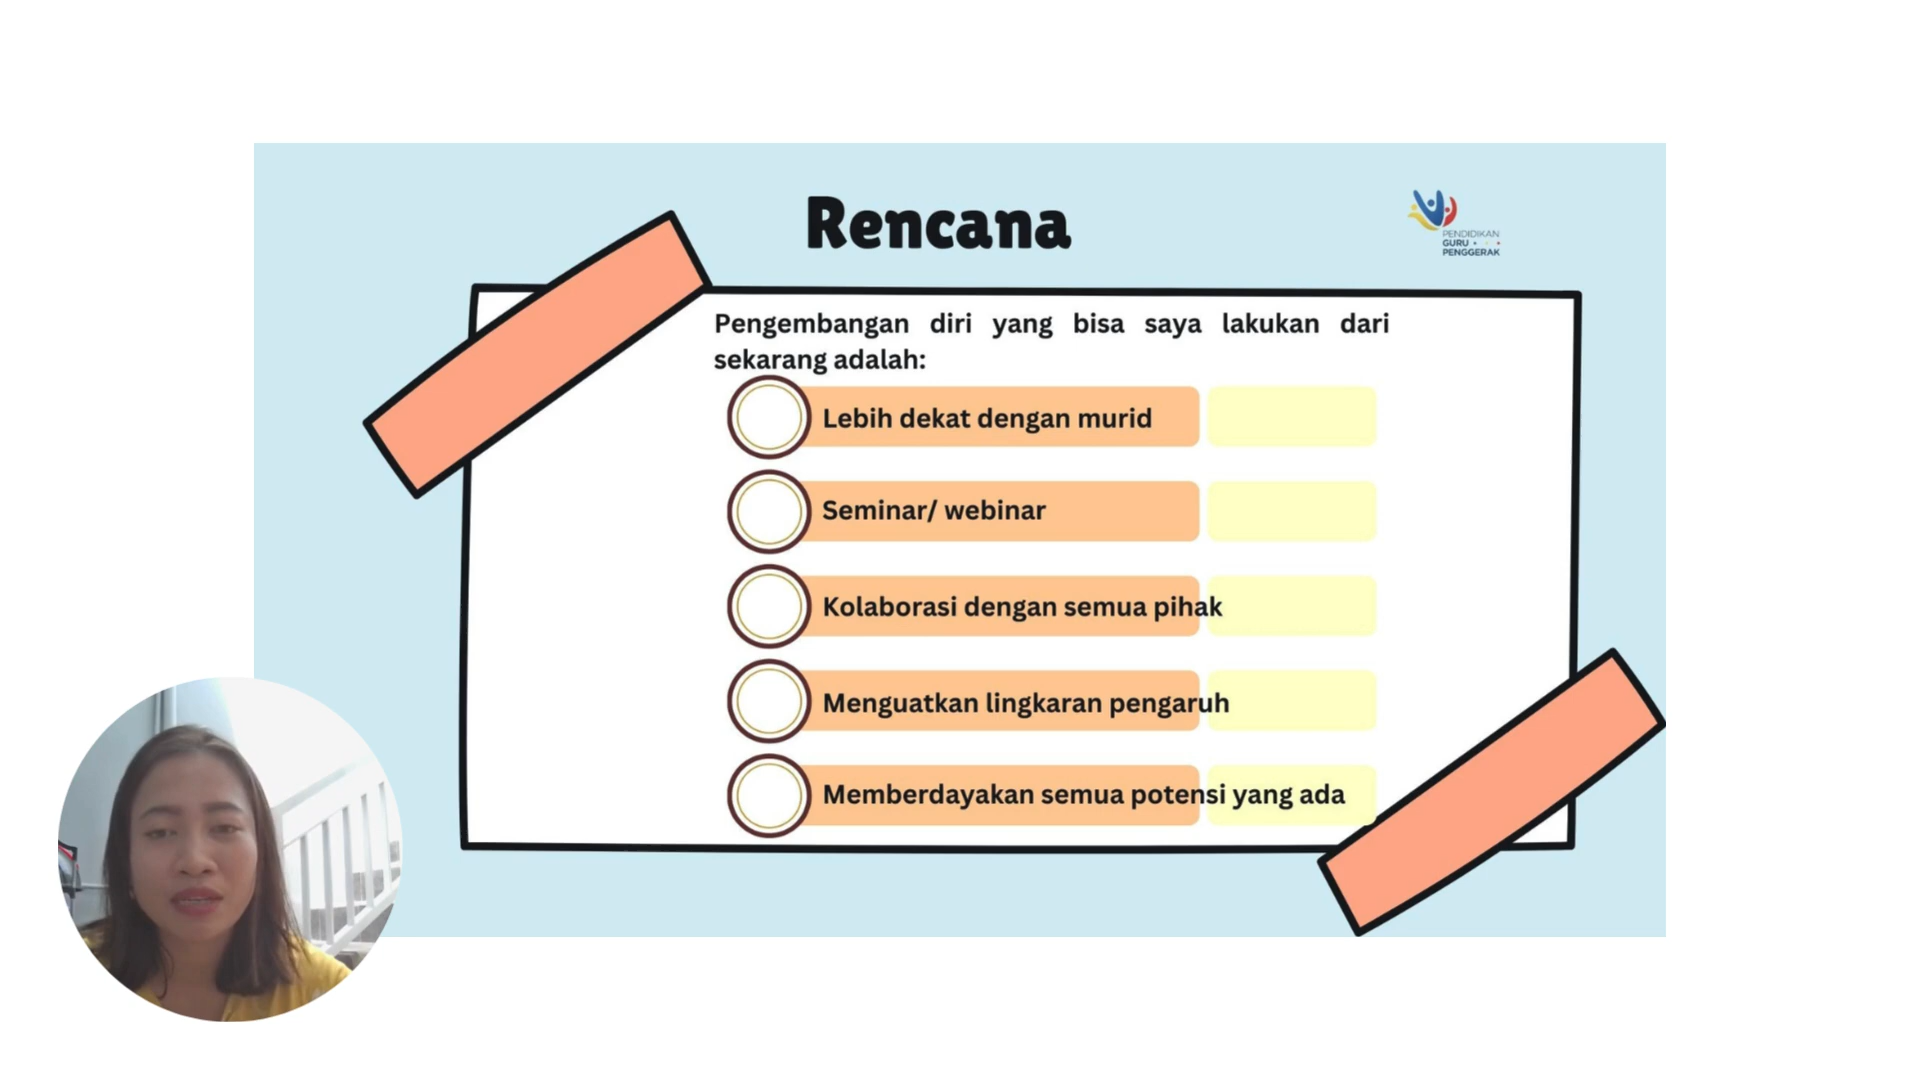 Rencana
PENDIDIKAN
GURU
PENGGERAK
Pengembangan diri yang bisa saya lakukan dari
sekarang adalah:
Lebih dekat dengan murid
Seminar/ webinar
Kolaborasi dengan semua pihak
Menguatkan lingkaran pengaruh
Memberdayakan semua potensi yang ada